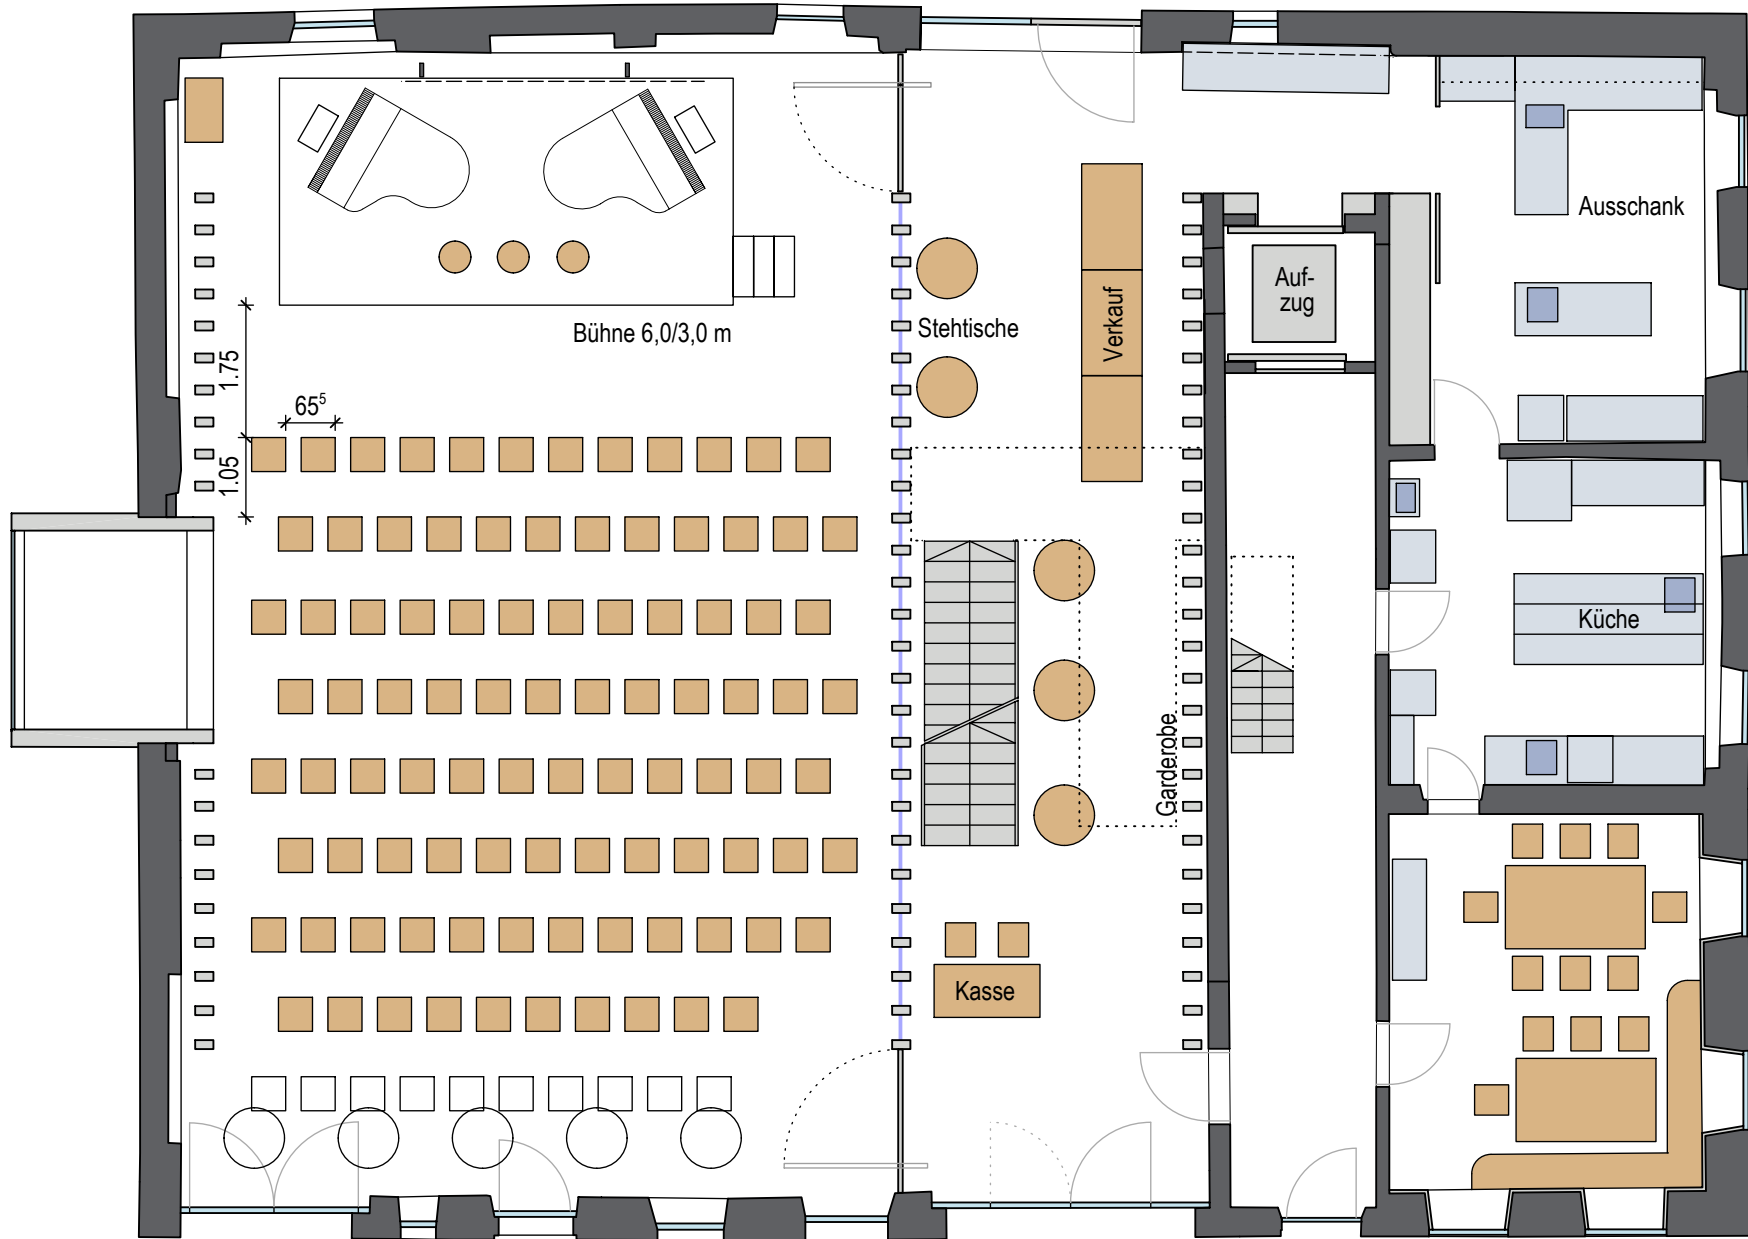 Ausschank
Auf-
zug
Verkauf
Stehtische
Bühne 6,0/3,0 m
1.75
65⁵
1.05
Küche
Garderobe
Kasse